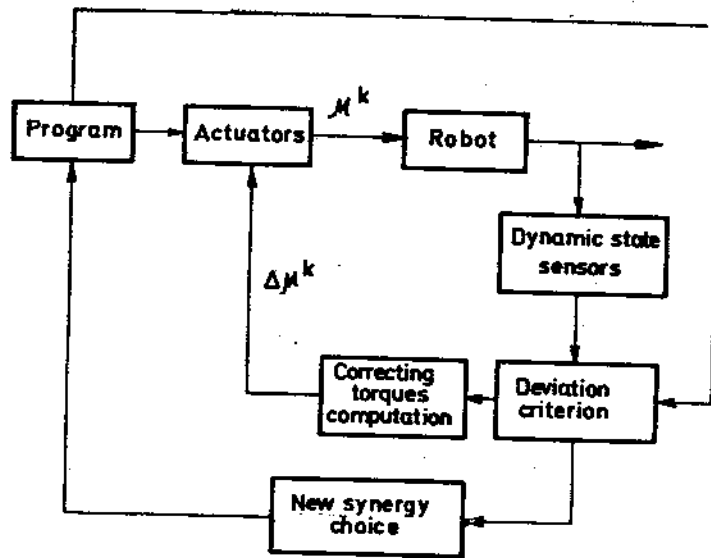 Program
Actuators
μ^k
Robot
Dynamic state
sensors
Δμ^k
Correcting
torques
computation
Deviation
criterion
New synergy
choice